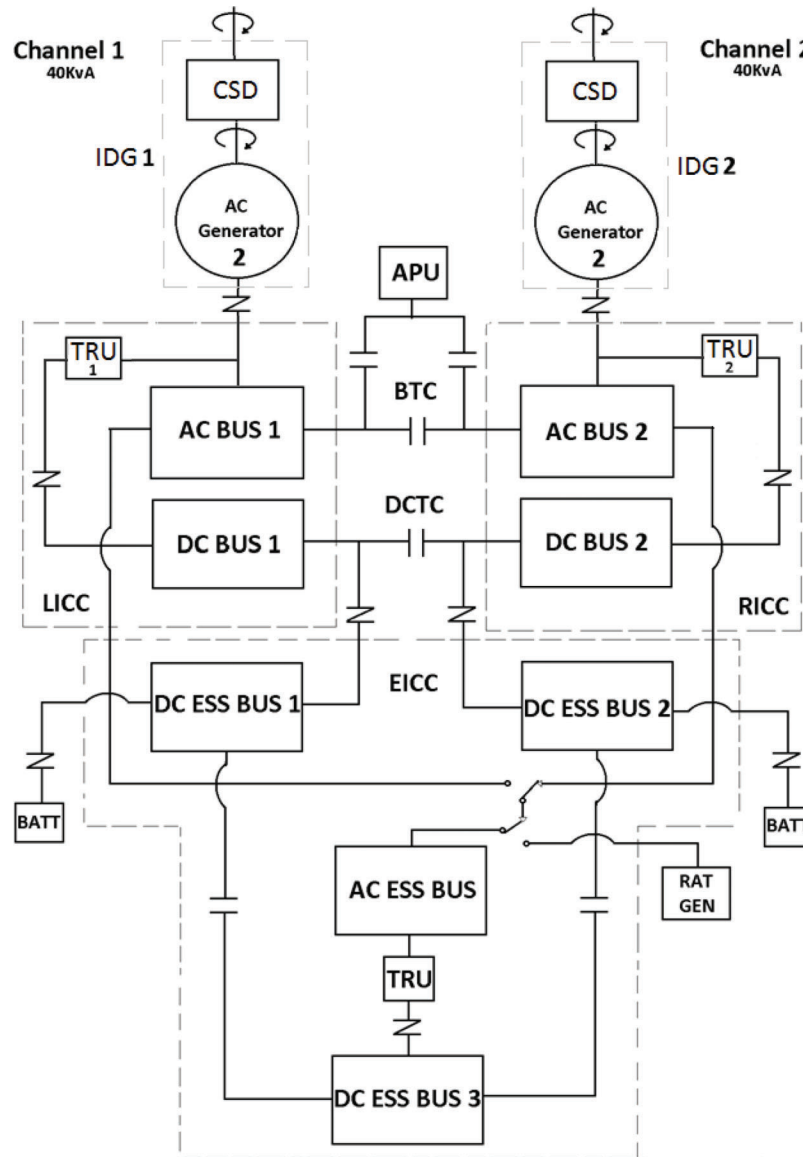 Channel 1
40KvA
Channel 2
40KvA
CSD
CSD
IDG 1
IDG 2
AC
Generator
2
AC
Generator
2
APU
TRU
1
TRU
2
BTC
AC BUS 1
AC BUS 2
DCTC
DC BUS 1
DC BUS 2
LICC
RICC
EICC
DC ESS BUS 1
DC ESS BUS 2
BATT
BATT
AC ESS BUS
RAT
GEN
TRU
DC ESS BUS 3